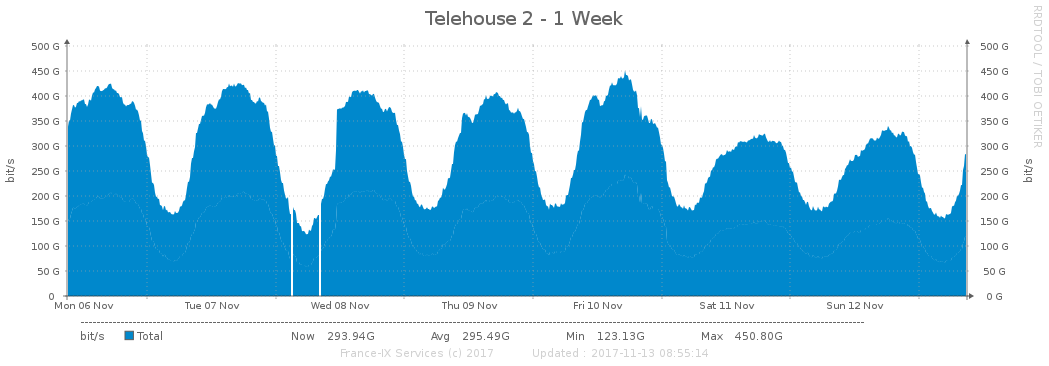 Telehouse 2 - 1 Week
RRDTOOL / TOBI OETIKER
500 G 500 G
450 G 450 G
400 G 400 G
350 G 350 G
300 G 300 G
250 G 250 G
200 G 200 G
150 G 150 G
100 G 100 G
50 G 50 G
0 0 G
bit/s
bit/s
Mon 06 Nov Tue 07 Nov Wed 08 Nov Thu 09 Nov Fri 10 Nov Sat 11 Nov Sun 12 Nov
bit/s Total Now 293.94G Avg 295.49G Min 123.13G Max 450.80G
France-IX Services (c) 2017 Updated : 2017-11-13 08:55:14